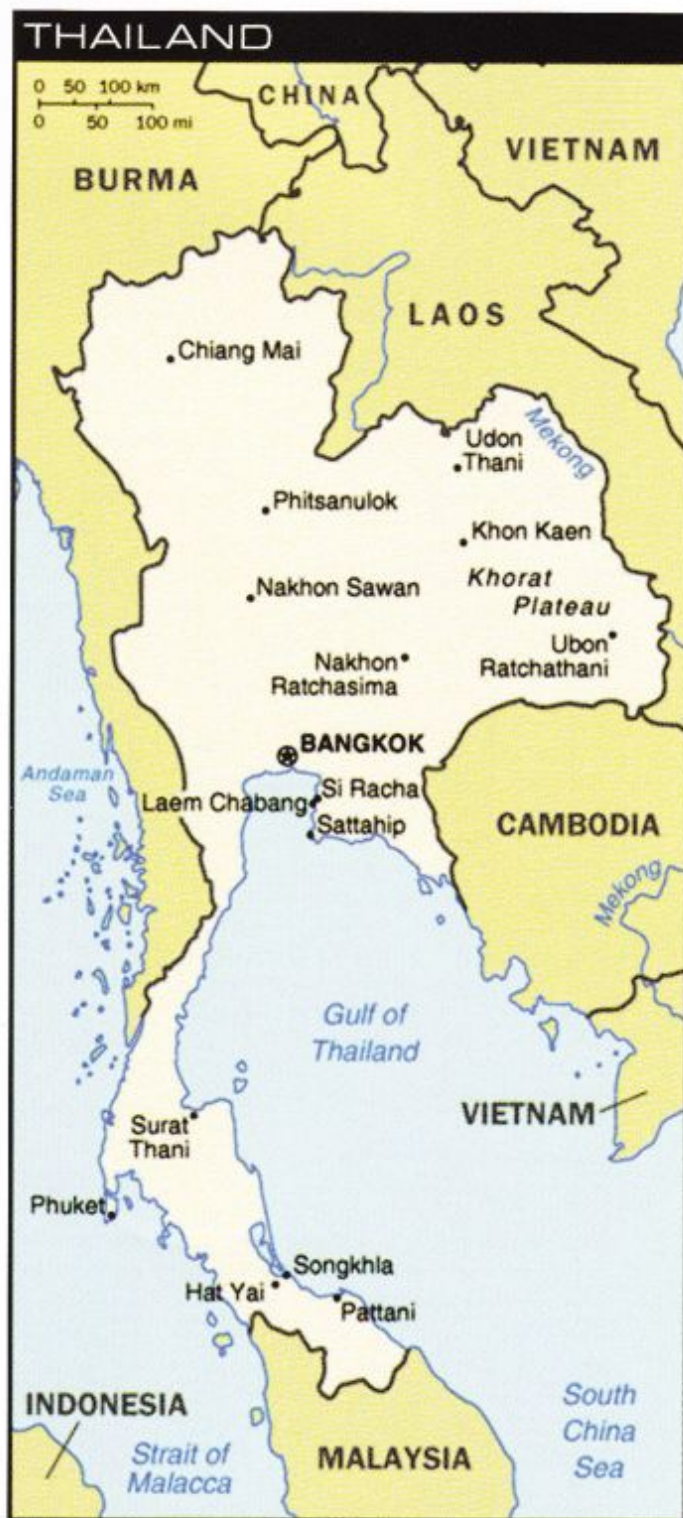 THAILAND
0 50 100 km
0 50 100 mi
CHINA
VIETNAM
BURMA
LAOS
Chiang Mai
Udon
Thani
Mekong
Phitsanulok
Khon Kaen
Khorat
Plateau
Nakhon Sawan
Ubon
Ratchathani
Nakhon
Ratchasima
BANGKOK
Andaman
Sea
Si Racha
Laem Chabang
Sattahip
CAMBODIA
Mekong
Gulf of
Thailand
VIETNAM
Surat
Thani
Phuket
Songkhla
Hat Yai
Pattani
INDONESIA
South
China
Sea
Strait of
Malacca
MALAYSIA